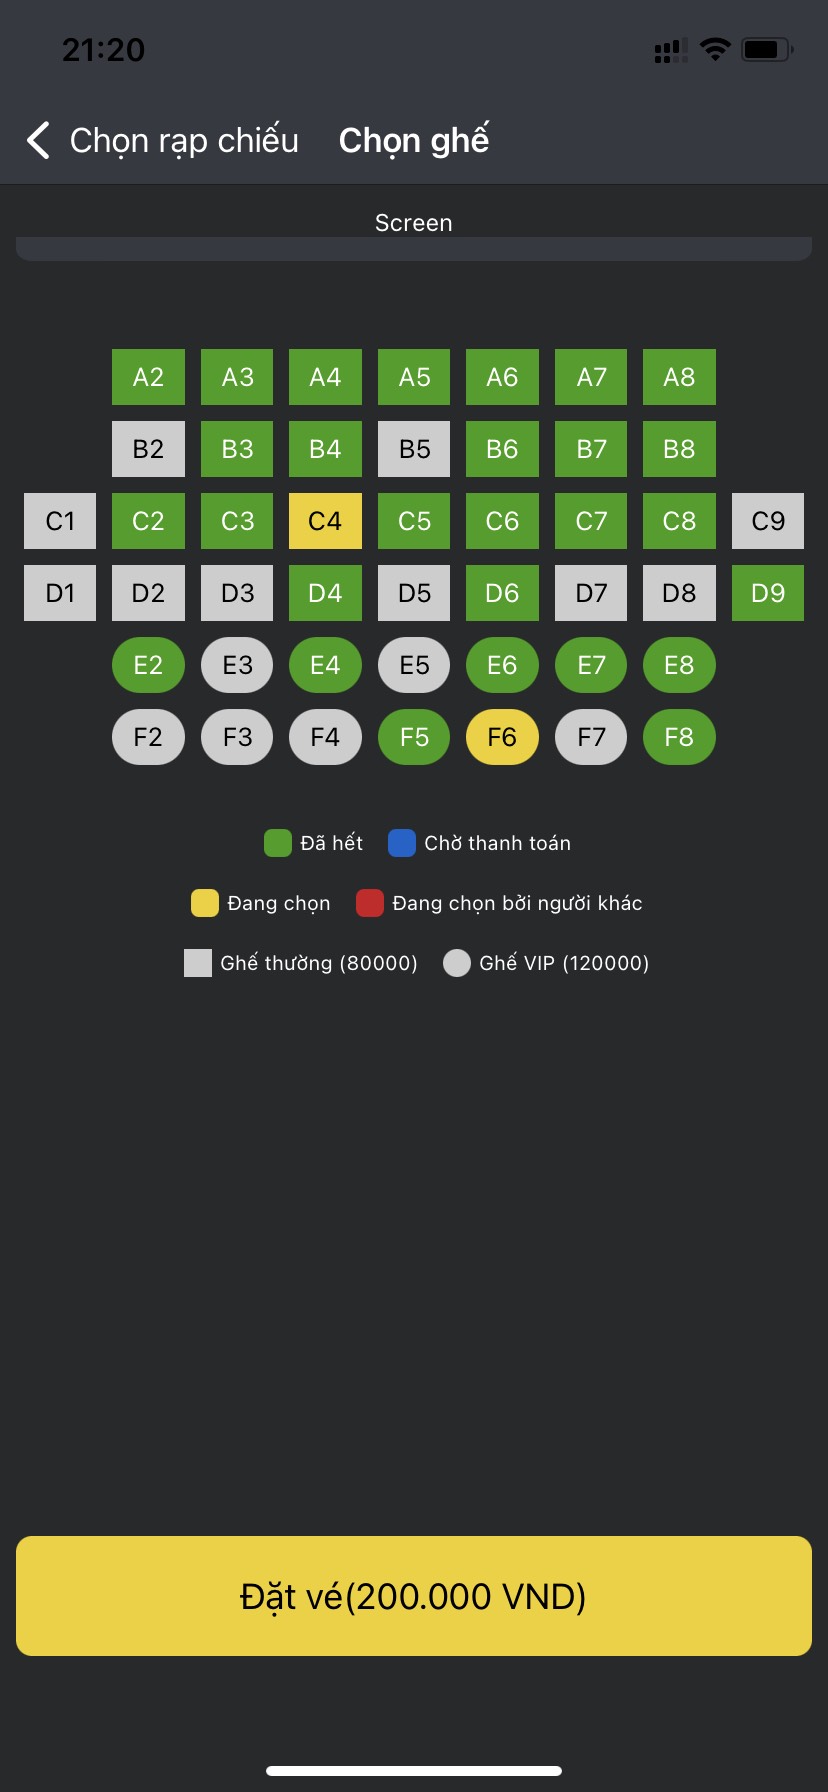 21:20
Chọn rạp chiếu Chọn ghế
Screen
A2 A3 A4 A5 A6 A7 A8
B2 B3 B4 B5 B6 B7 B8
C1 C2 C3 C4 C5 C6 C7 C8 C9
D1 D2 D3 D4 D5 D6 D7 D8 D9
E2 E3 E4 E5 E6 E7 E8
F2 F3 F4 F5 F6 F7 F8
Đã hết Chờ thanh toán
Đang chọn Đang chọn bởi người khác
Ghế thường (80000) Ghế VIP (120000)
Đặt vé(200.000 VND)